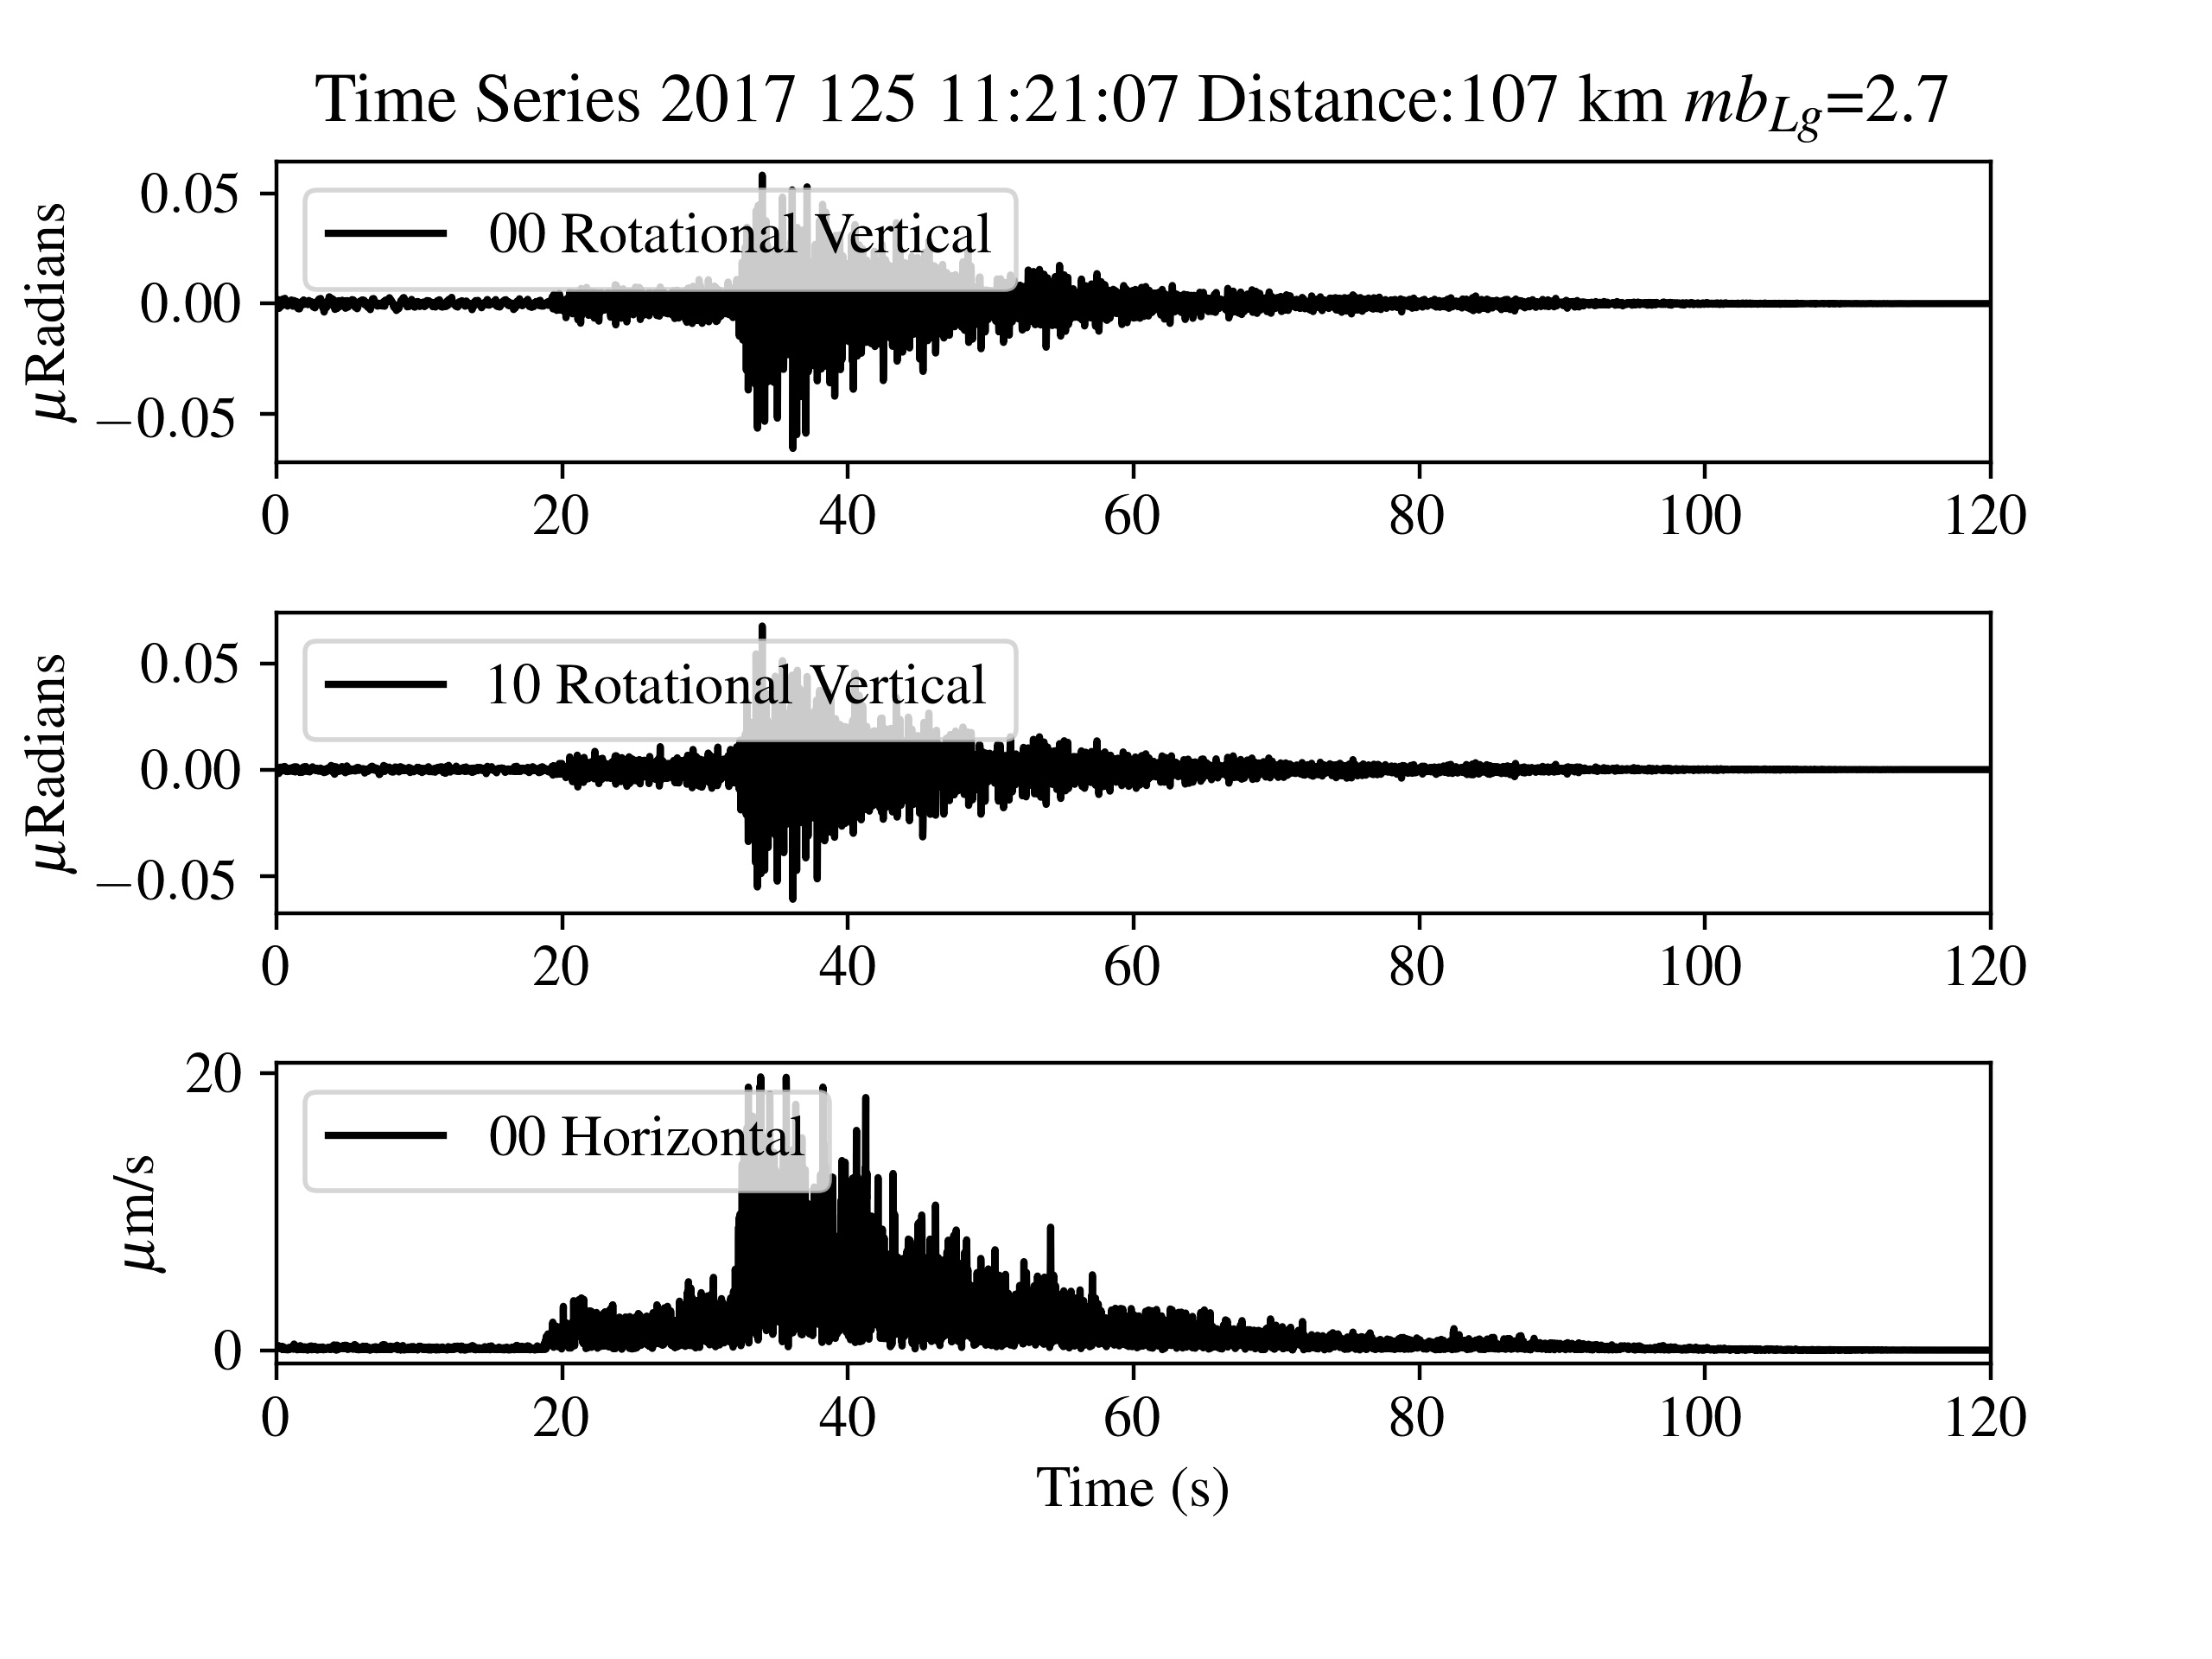 Time Series 2017 125 11:21:07 Distance:107 km mb_Lg=2.7
0.05
0.00
−0.05
μRadians
00 Rotational Vertical
0 20 40 60 80 100 120
0.05
0.00
−0.05
μRadians
10 Rotational Vertical
0 20 40 60 80 100 120
20
0
μm/s
00 Horizontal
0 20 40 60 80 100 120
Time (s)